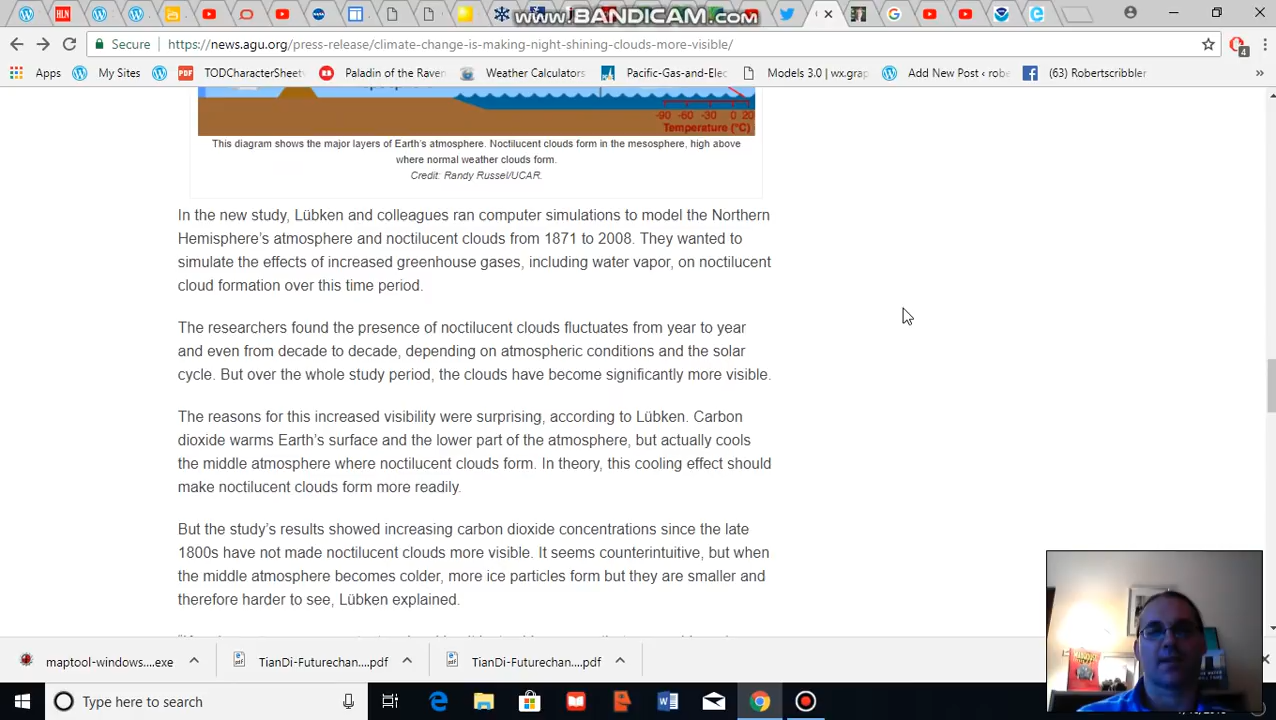 www.BANDICAM.com
Secure | https://news.agu.org/press-release/climate-change-is-making-night-shining-clouds-more-visible/
4
Apps My Sites TODCharacterSheet Paladin of the Raven Weather Calculators Pacific-Gas-and-Elec Models 3.0 | wx.grap Add New Post ‹ robe (63) Robertscribbler
-90 -60 -30 0 20
Temperature (°C)
This diagram shows the major layers of Earth's atmosphere. Noctilucent clouds form in the mesosphere, high above
where normal weather clouds form.
Credit: Randy Russel/UCAR.
In the new study, Lübken and colleagues ran computer simulations to model the Northern
Hemisphere's atmosphere and noctilucent clouds from 1871 to 2008. They wanted to
simulate the effects of increased greenhouse gases, including water vapor, on noctilucent
cloud formation over this time period.
The researchers found the presence of noctilucent clouds fluctuates from year to year
and even from decade to decade, depending on atmospheric conditions and the solar
cycle. But over the whole study period, the clouds have become significantly more visible.
The reasons for this increased visibility were surprising, according to Lübken. Carbon
dioxide warms Earth's surface and the lower part of the atmosphere, but actually cools
the middle atmosphere where noctilucent clouds form. In theory, this cooling effect should
make noctilucent clouds form more readily.
But the study's results showed increasing carbon dioxide concentrations since the late
1800s have not made noctilucent clouds more visible. It seems counterintuitive, but when
the middle atmosphere becomes colder, more ice particles form but they are smaller and
therefore harder to see, Lübken explained.
maptool-windows....exe TianDi-Futurechan....pdf TianDi-Futurechan....pdf
Type here to search